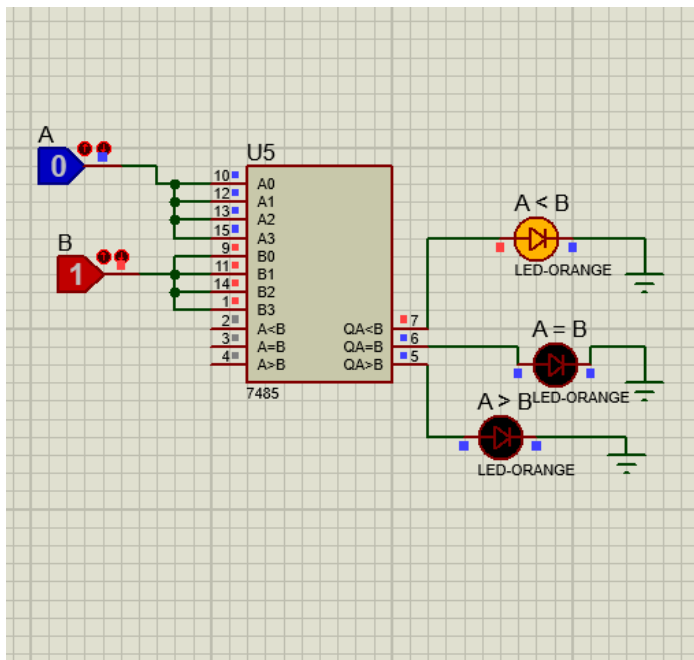 A
0
B
1
U5
10
12
13
15
9
11
14
1
2
3
4
A0
A1
A2
A3
B0
B1
B2
B3
A<B
A=B
A>B
QA<B
QA=B
QA>B
7
6
5
7485
A < B
LED-ORANGE
A = B
LED-ORANGE
A > B
LED-ORANGE